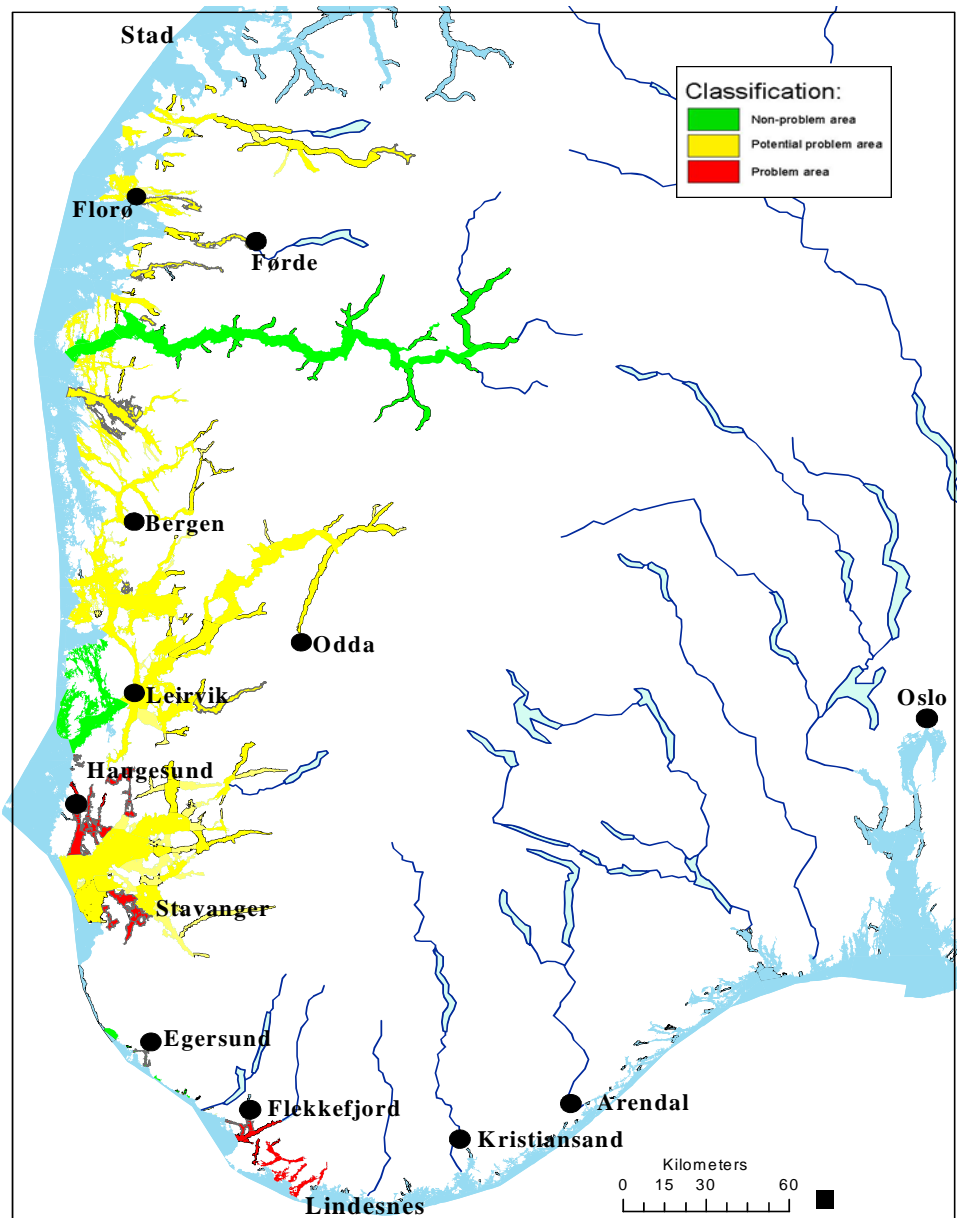 Stad
Classification:
Non-problem area
Potential problem area
Problem area
Florø
Førde
Bergen
Odda
Leirvik
Oslo
Haugesund
Stavanger
Egersund
Flekkefjord
Arendal
Kristiansand
Lindesnes
Kilometers
0 15 30 60